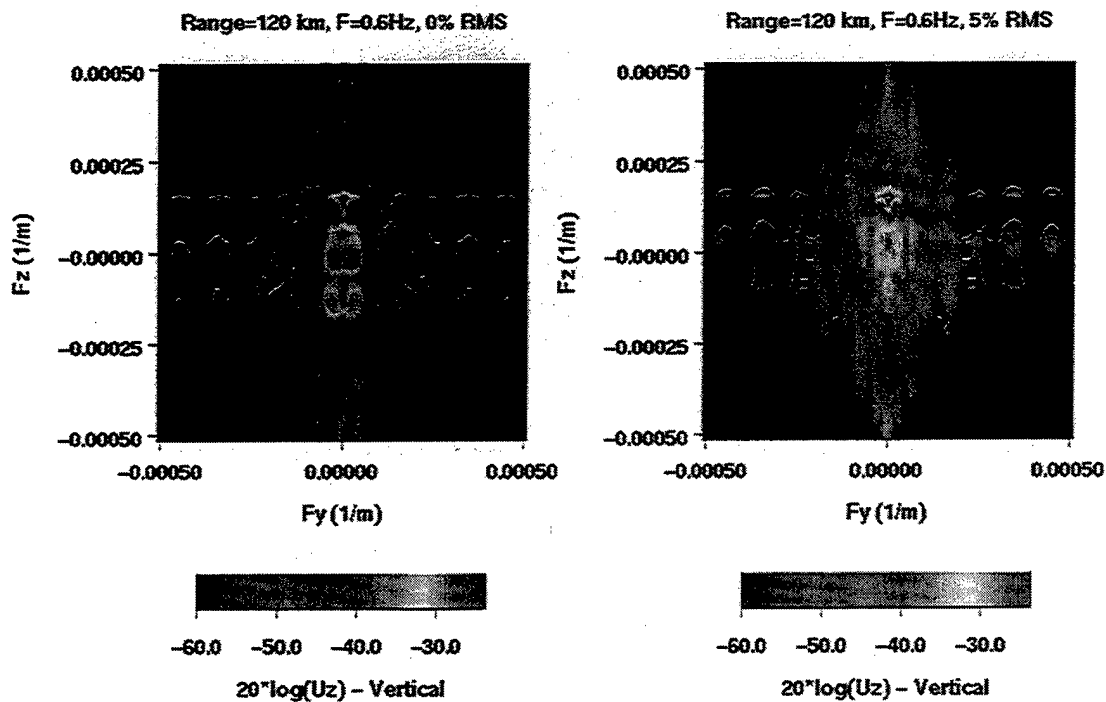 Range=120 km, F=0.6Hz, 0% RMS
0.00050
0.00025
−0.00000
−0.00025
−0.00050
Fz (1/m)
−0.00050 0.00000 0.00050
Fy (1/m)
−60.0 −50.0 −40.0 −30.0
20*log(Uz) − Vertical
Range=120 km, F=0.6Hz, 5% RMS
0.00050
0.00025
−0.00000
−0.00025
−0.00050
Fz (1/m)
−0.00050 0.00000 0.00050
Fy (1/m)
−60.0 −50.0 −40.0 −30.0
20*log(Uz) − Vertical